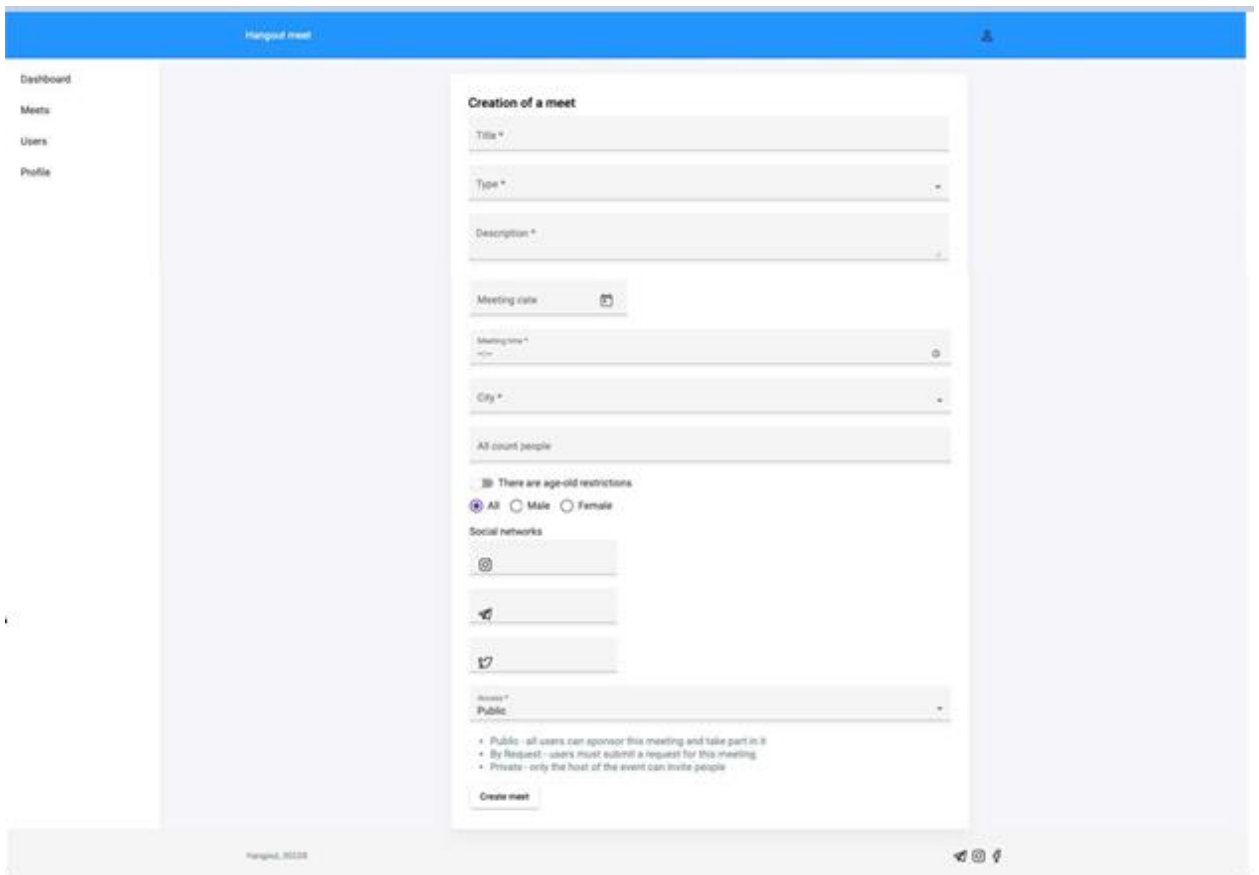 Hangout meet
Dashboard
Meets
Users
Profile
Creation of a meet
Title *
Type *
Description *
Meeting date
Meeting time *
--:--
City *
All count people
There are age-old restrictions
All Male Female
Social networks
Access *
Public
• Public - all users can sponsor this meeting and take part in it
• By Request - users must submit a request for this meeting
• Private - only the host of the event can invite people
Create meet
Hangout,